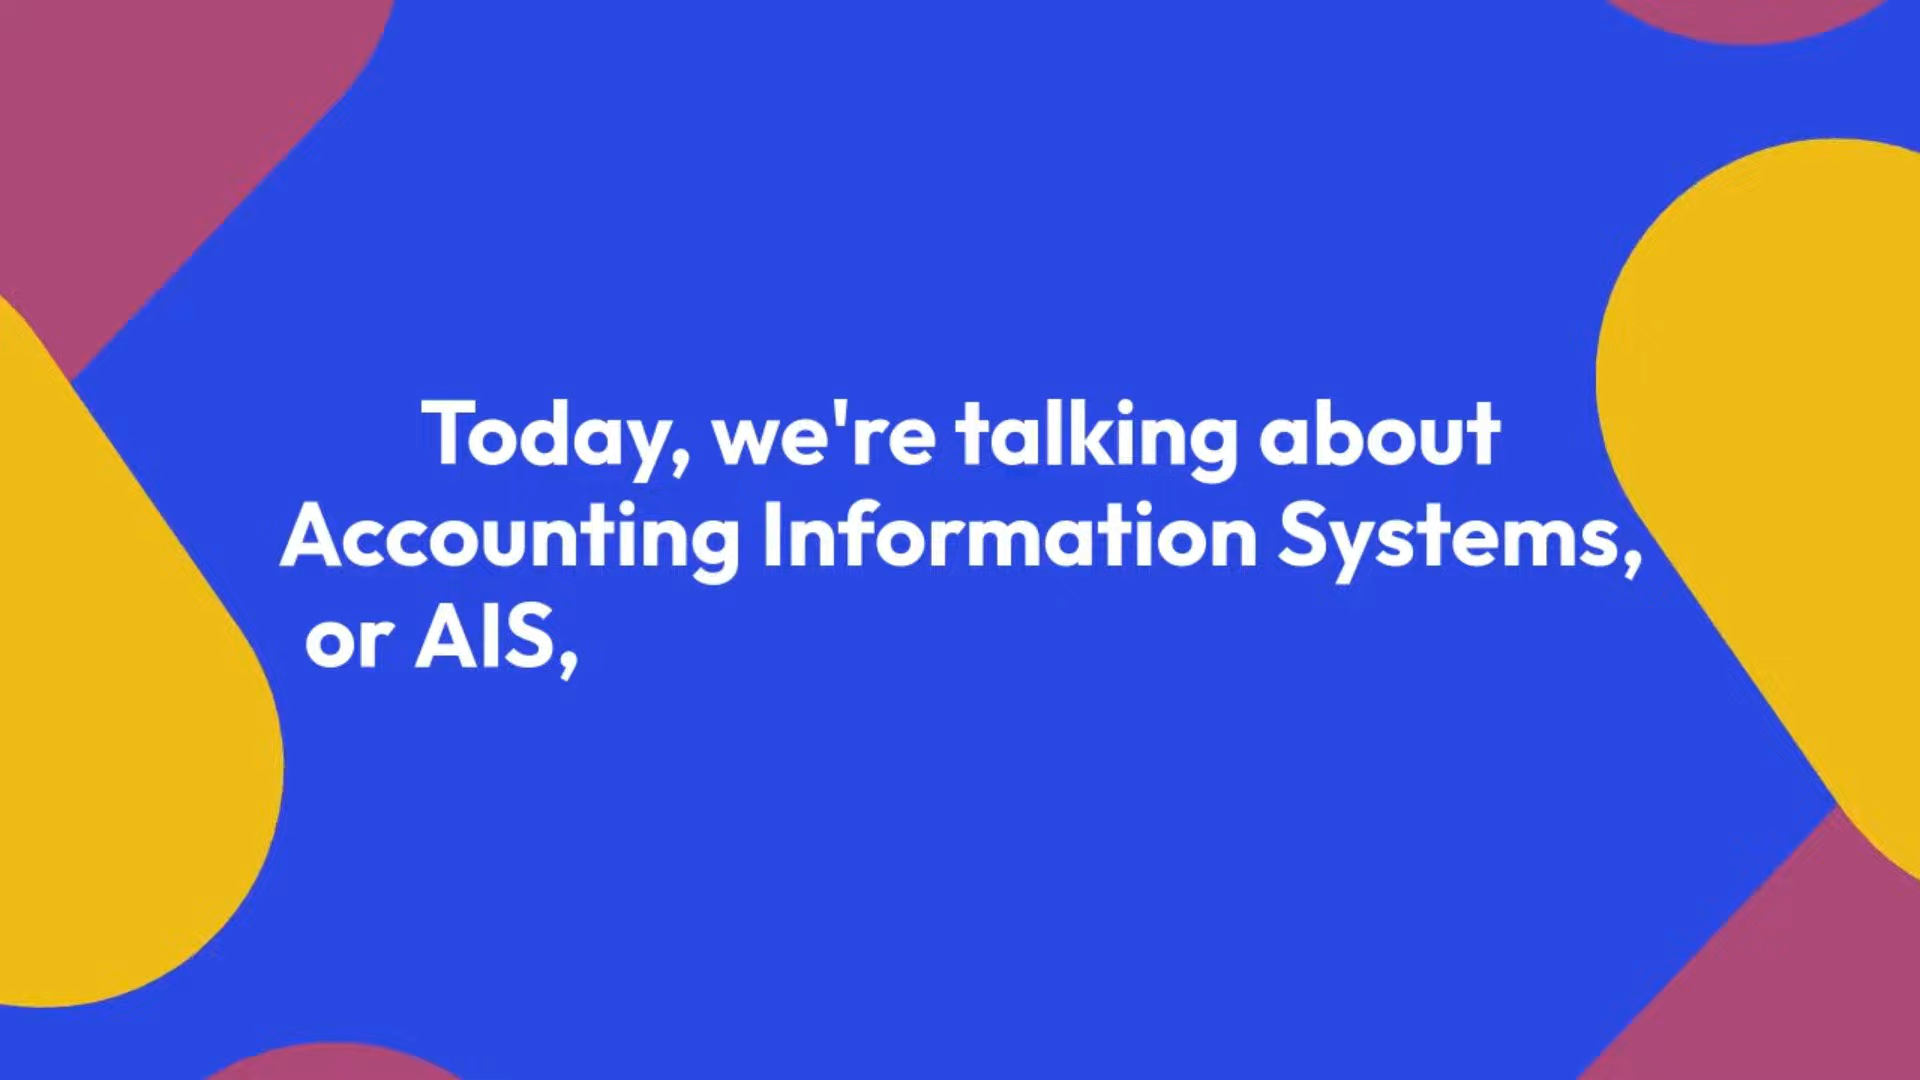 Today, we're talking about
Accounting Information Systems,
or AIS,